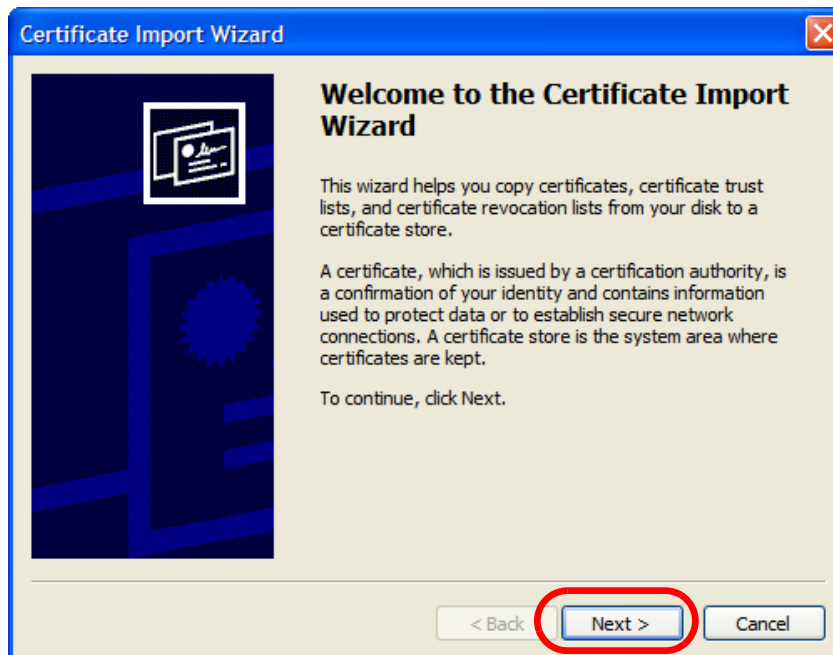 Certificate Import Wizard
Welcome to the Certificate Import
Wizard
This wizard helps you copy certificates, certificate trust
lists, and certificate revocation lists from your disk to a
certificate store.
A certificate, which is issued by a certification authority, is
a confirmation of your identity and contains information
used to protect data or to establish secure network
connections. A certificate store is the system area where
certificates are kept.
To continue, click Next.
< Back Next > Cancel